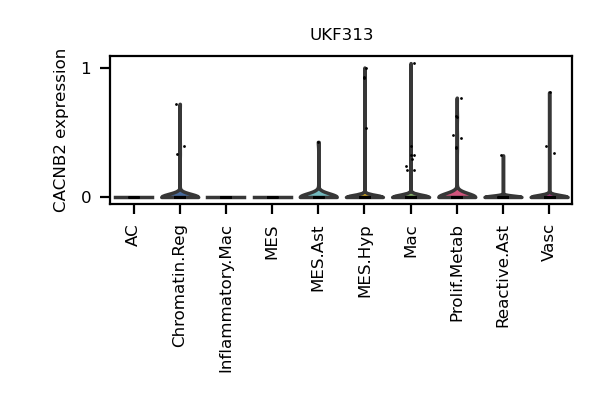 UKF313
CACNB2 expression
1
0
AC
Chromatin.Reg
Inflammatory.Mac
MES
MES.Ast
MES.Hyp
Mac
Prolif.Metab
Reactive.Ast
Vasc